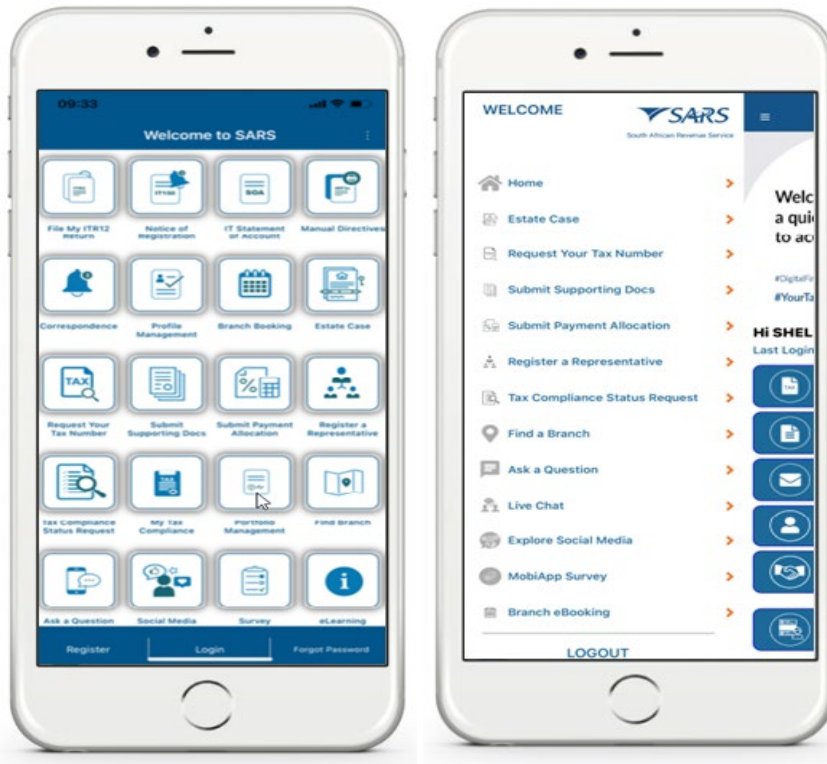 09:33
Welcome to SARS
File My ITR12
Return
Notice of
Registration
IT Statement
of Account
Manual Directives
Correspondence
Profile
Management
Branch Booking
Estate Case
Request Your
Tax Number
Submit
Supporting Docs
Submit Payment
Allocation
Register a
Representative
Tax Compliance
Status Request
My Tax
Compliance
Portfolio
Management
Find Branch
Ask a Question
Social Media
Survey
eLearning
Register
Login
Forgot Password
WELCOME
SARS
South African Revenue Service
Home
Estate Case
Request Your Tax Number
Submit Supporting Docs
Submit Payment Allocation
Register a Representative
Tax Compliance Status Request
Find a Branch
Ask a Question
Live Chat
Explore Social Media
MobiApp Survey
Branch eBooking
LOGOUT
Welc
a qui
to ac
#DigitalFi
#YourTa
Hi SHEL
Last Login